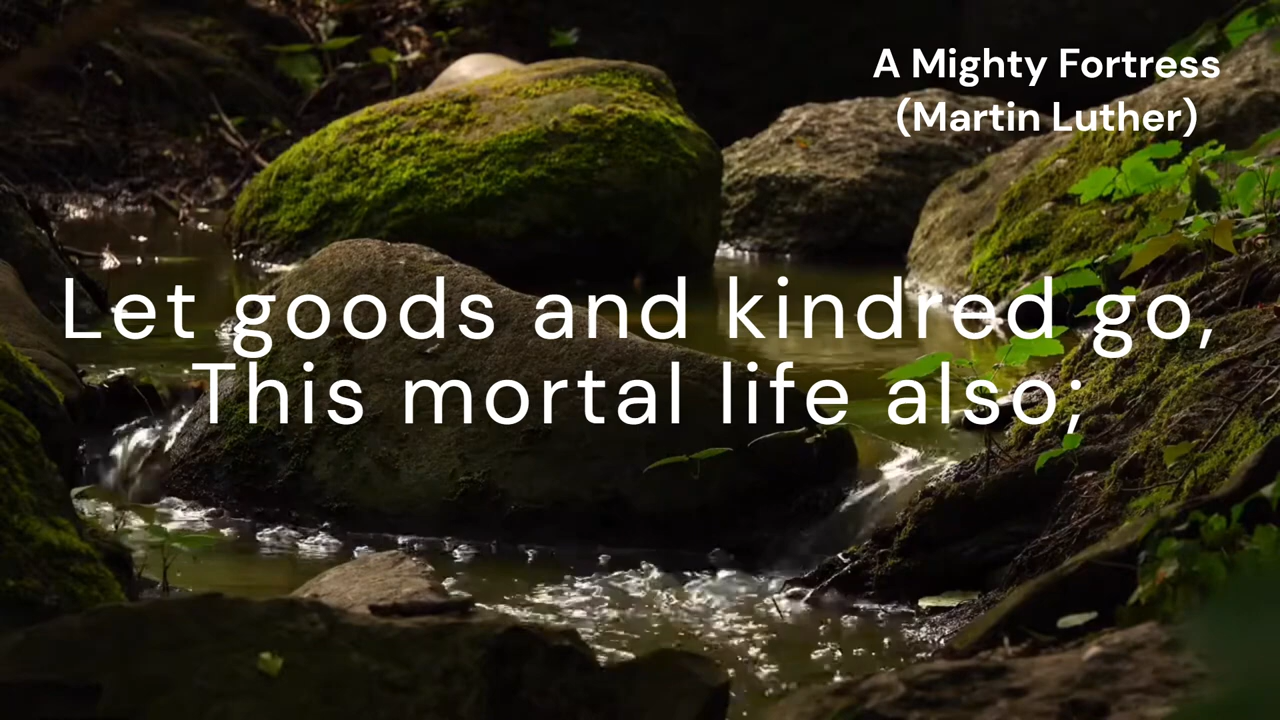 A Mighty Fortress
(Martin Luther)
Let goods and kindred go,
This mortal life also;